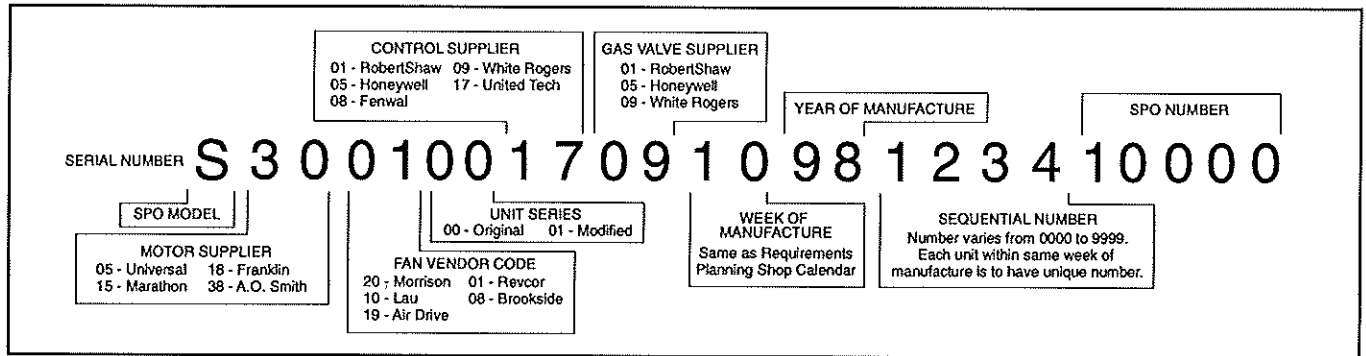 CONTROL SUPPLIER
01 - RobertShaw 09 - White Rogers
05 - Honeywell 17 - United Tech
08 - Fenwal
GAS VALVE SUPPLIER
01 - RobertShaw
05 - Honeywell
09 - White Rogers
YEAR OF MANUFACTURE
SPO NUMBER
SERIAL NUMBER S 3 0 0 1 0 0 1 7 0 9 1 0 9 8 1 2 3 4 1 0 0 0 0
SPO MODEL
MOTOR SUPPLIER
05 - Universal 18 - Franklin
15 - Marathon 38 - A.O. Smith
UNIT SERIES
00 - Original 01 - Modified
FAN VENDOR CODE
20 - Morrison 01 - Revcor
10 - Lau 08 - Brookside
19 - Air Drive
WEEK OF
MANUFACTURE
Same as Requirements
Planning Shop Calendar
SEQUENTIAL NUMBER
Number varies from 0000 to 9999.
Each unit within same week of
manufacture is to have unique number.